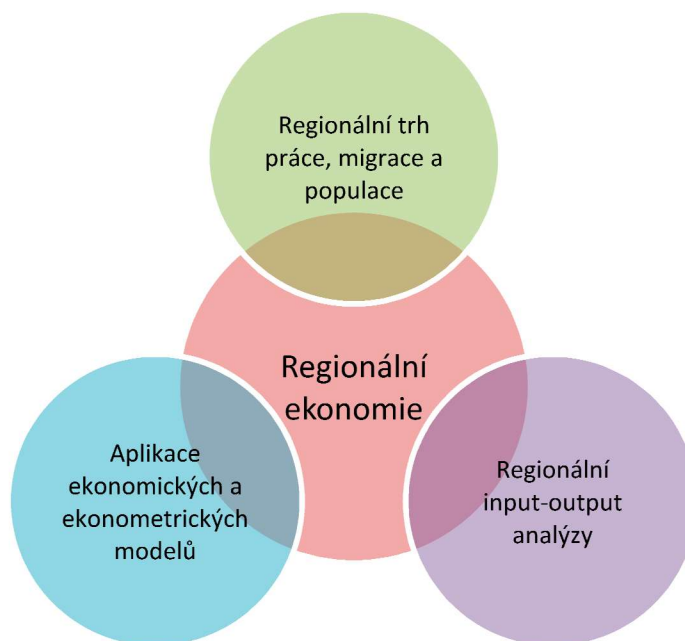 Regionální trh
práce, migrace a
populace
Regionální
ekonomie
Aplikace
ekonomických a
ekonometrických
modelů
Regionální
input-output
analýzy